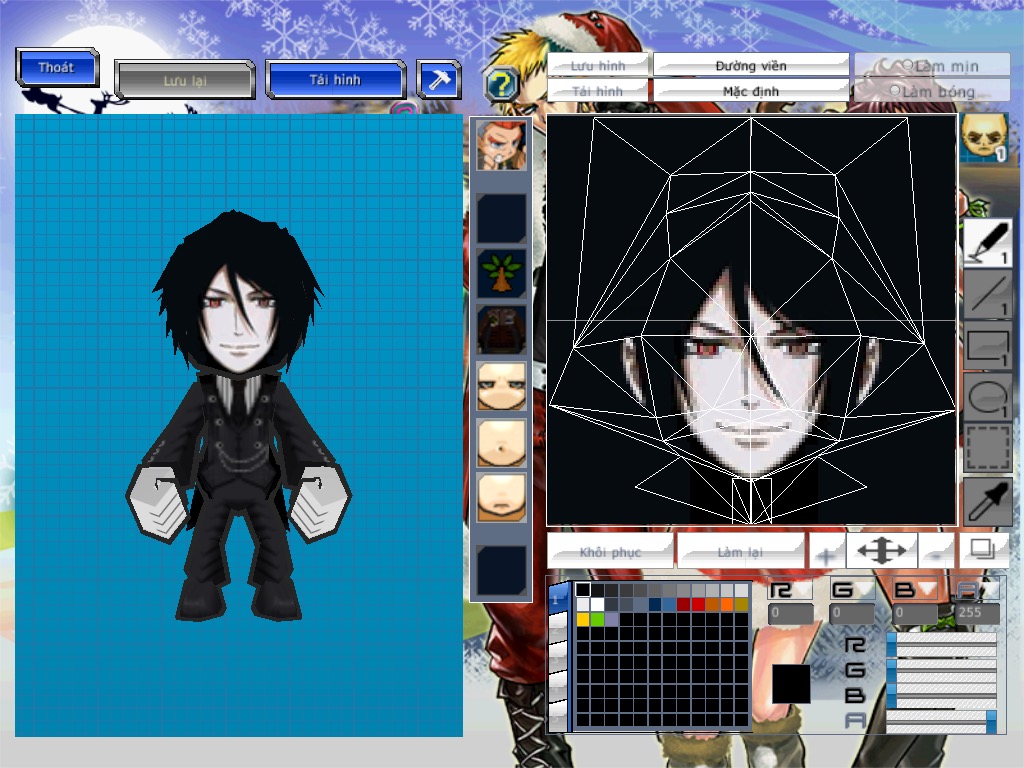 Thoát
Lưu lại
Tải hình
?
Lưu hình
Đường viền
Làm mịn
Tải hình
Mặc định
Làm bóng
1
1
1
1
1
Khôi phục
Làm lại
+
-
1
R
G
B
A
0
0
0
255
R
G
B
A